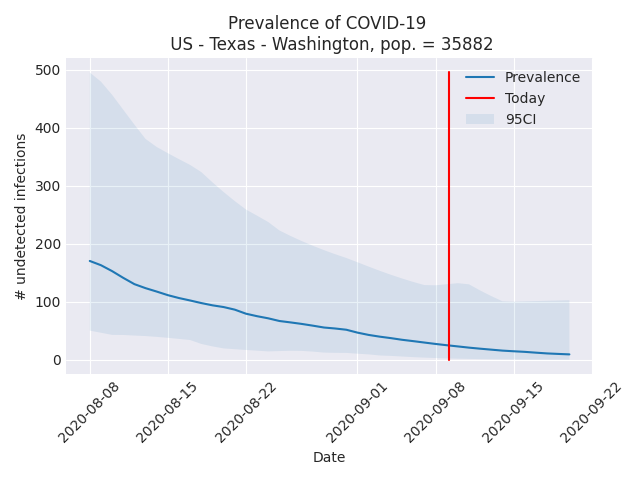 Prevalence of COVID-19
US - Texas - Washington, pop. = 35882
500
400
300
200
100
0
# undetected infections
Prevalence
Today
95CI
2020-08-08
2020-08-15
2020-08-22
2020-09-01
2020-09-08
2020-09-15
2020-09-22
Date